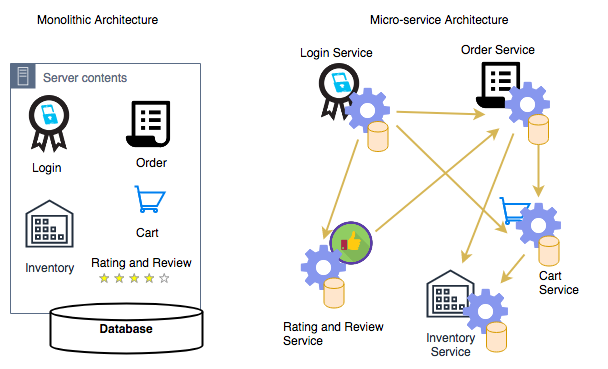 Monolithic Architecture
Micro-service Architecture
Server contents
Login
Order
Cart
Inventory
Rating and Review
Database
Login Service
Order Service
Cart
Service
Rating and Review
Service
Inventory
Service